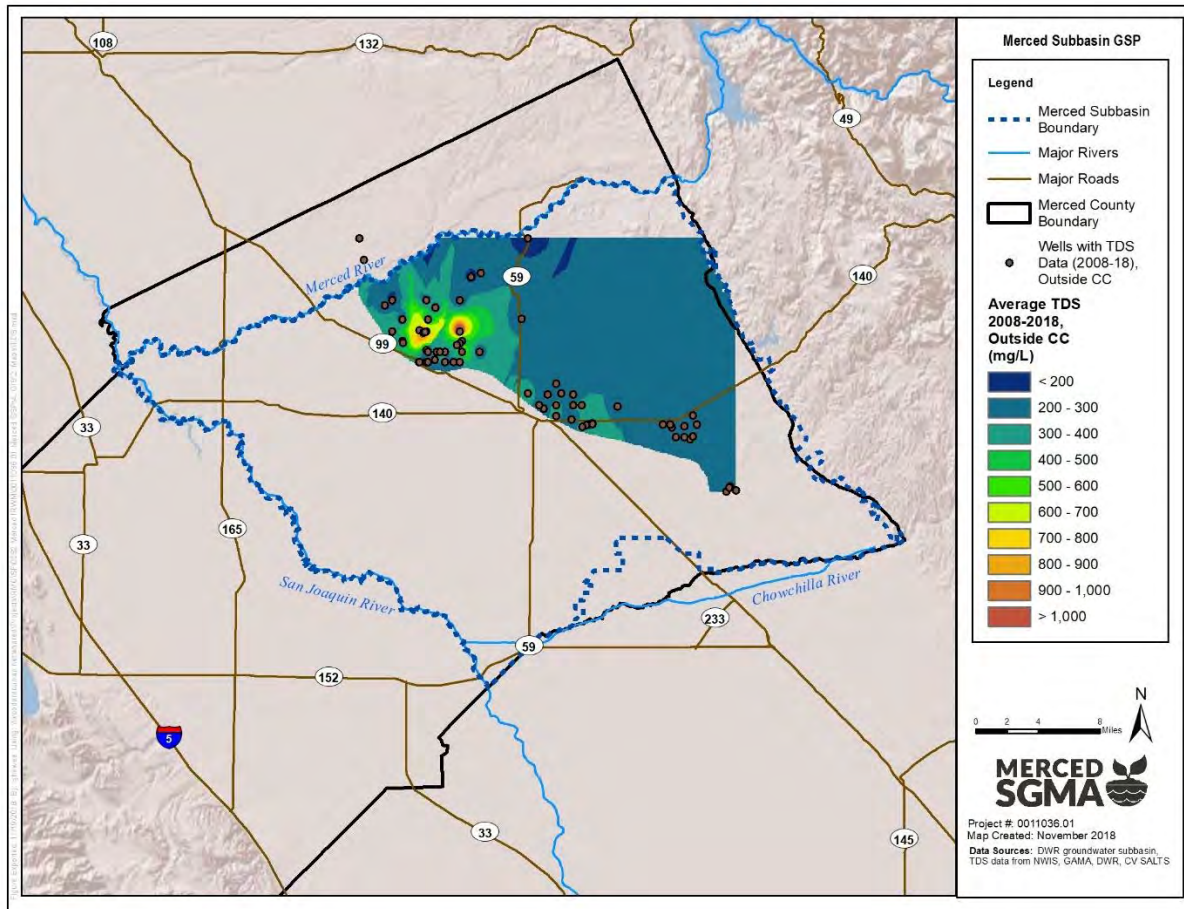 108
132
49
59
140
Merced River
99
140
33
165
33
San Joaquin River
Chowchilla River
233
59
152
5
33
145
Merced Subbasin GSP
Legend
Merced Subbasin
Boundary
Major Rivers
Major Roads
Merced County
Boundary
Wells with TDS
Data (2008-18),
Outside CC
Average TDS
2008-2018,
Outside CC
(mg/L)
< 200
200 - 300
300 - 400
400 - 500
500 - 600
600 - 700
700 - 800
800 - 900
900 - 1,000
> 1,000
N
0 2 4 8
Miles
MERCED
SGMA
Project #: 0011036.01
Map Created: November 2018
Data Sources: DWR groundwater subbasin,
TDS data from NWIS, GAMA, DWR, CV SALTS